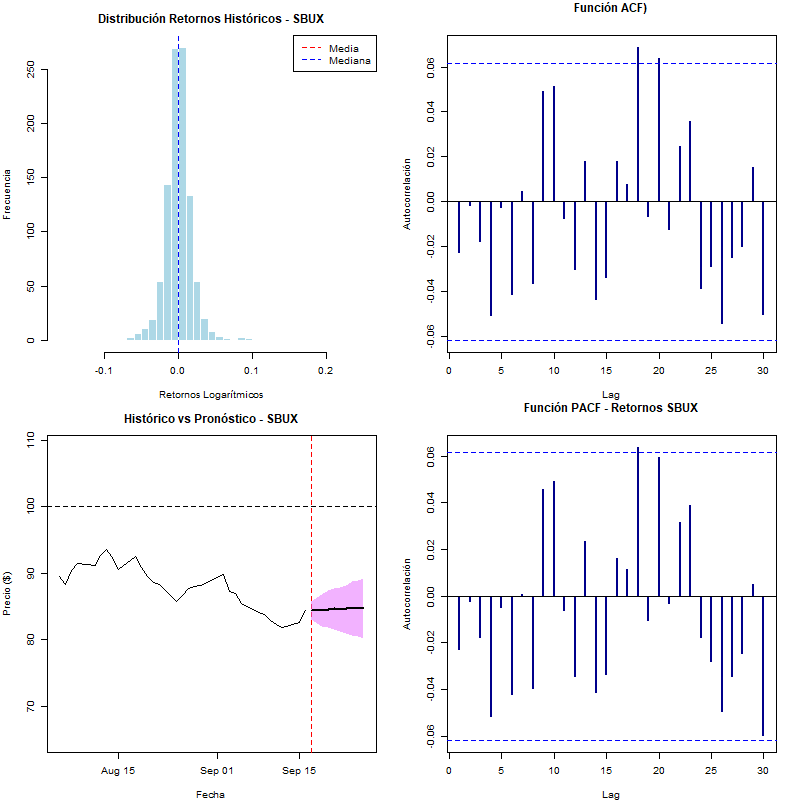 Distribución Retornos Históricos - SBUX
Media
Mediana
Frecuencia
250
200
150
100
50
0
-0.1
0.0
0.1
0.2
Retornos Logarítmicos
Función ACF)
Autocorrelación
0.06
0.04
0.02
0.00
-0.02
-0.04
-0.06
0
5
10
15
20
25
30
Lag
Histórico vs Pronóstico - SBUX
Precio ($)
110
100
90
80
70
Aug 15
Sep 01
Sep 15
Fecha
Función PACF - Retornos SBUX
Autocorrelación
0.06
0.04
0.02
0.00
-0.02
-0.04
-0.06
0
5
10
15
20
25
30
Lag